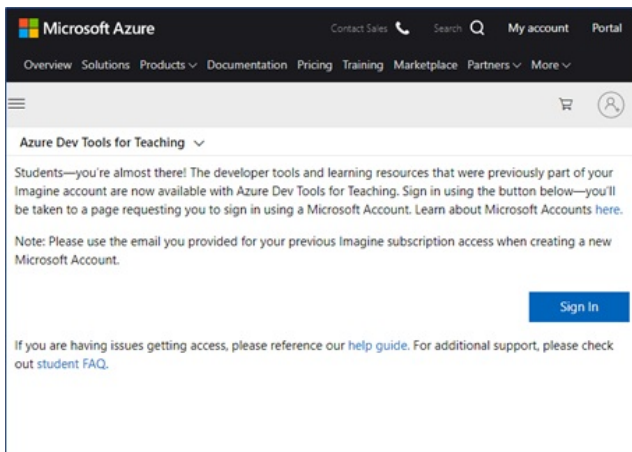 Microsoft Azure Contact Sales Search My account Portal
Overview Solutions Products Documentation Pricing Training Marketplace Partners More
Azure Dev Tools for Teaching
Students—you're almost there! The developer tools and learning resources that were previously part of your
Imagine account are now available with Azure Dev Tools for Teaching. Sign in using the button below—you'll
be taken to a page requesting you to sign in using a Microsoft Account. Learn about Microsoft Accounts here.
Note: Please use the email you provided for your previous Imagine subscription access when creating a new
Microsoft Account.
Sign In
If you are having issues getting access, please reference our help guide. For additional support, please check
out student FAQ.